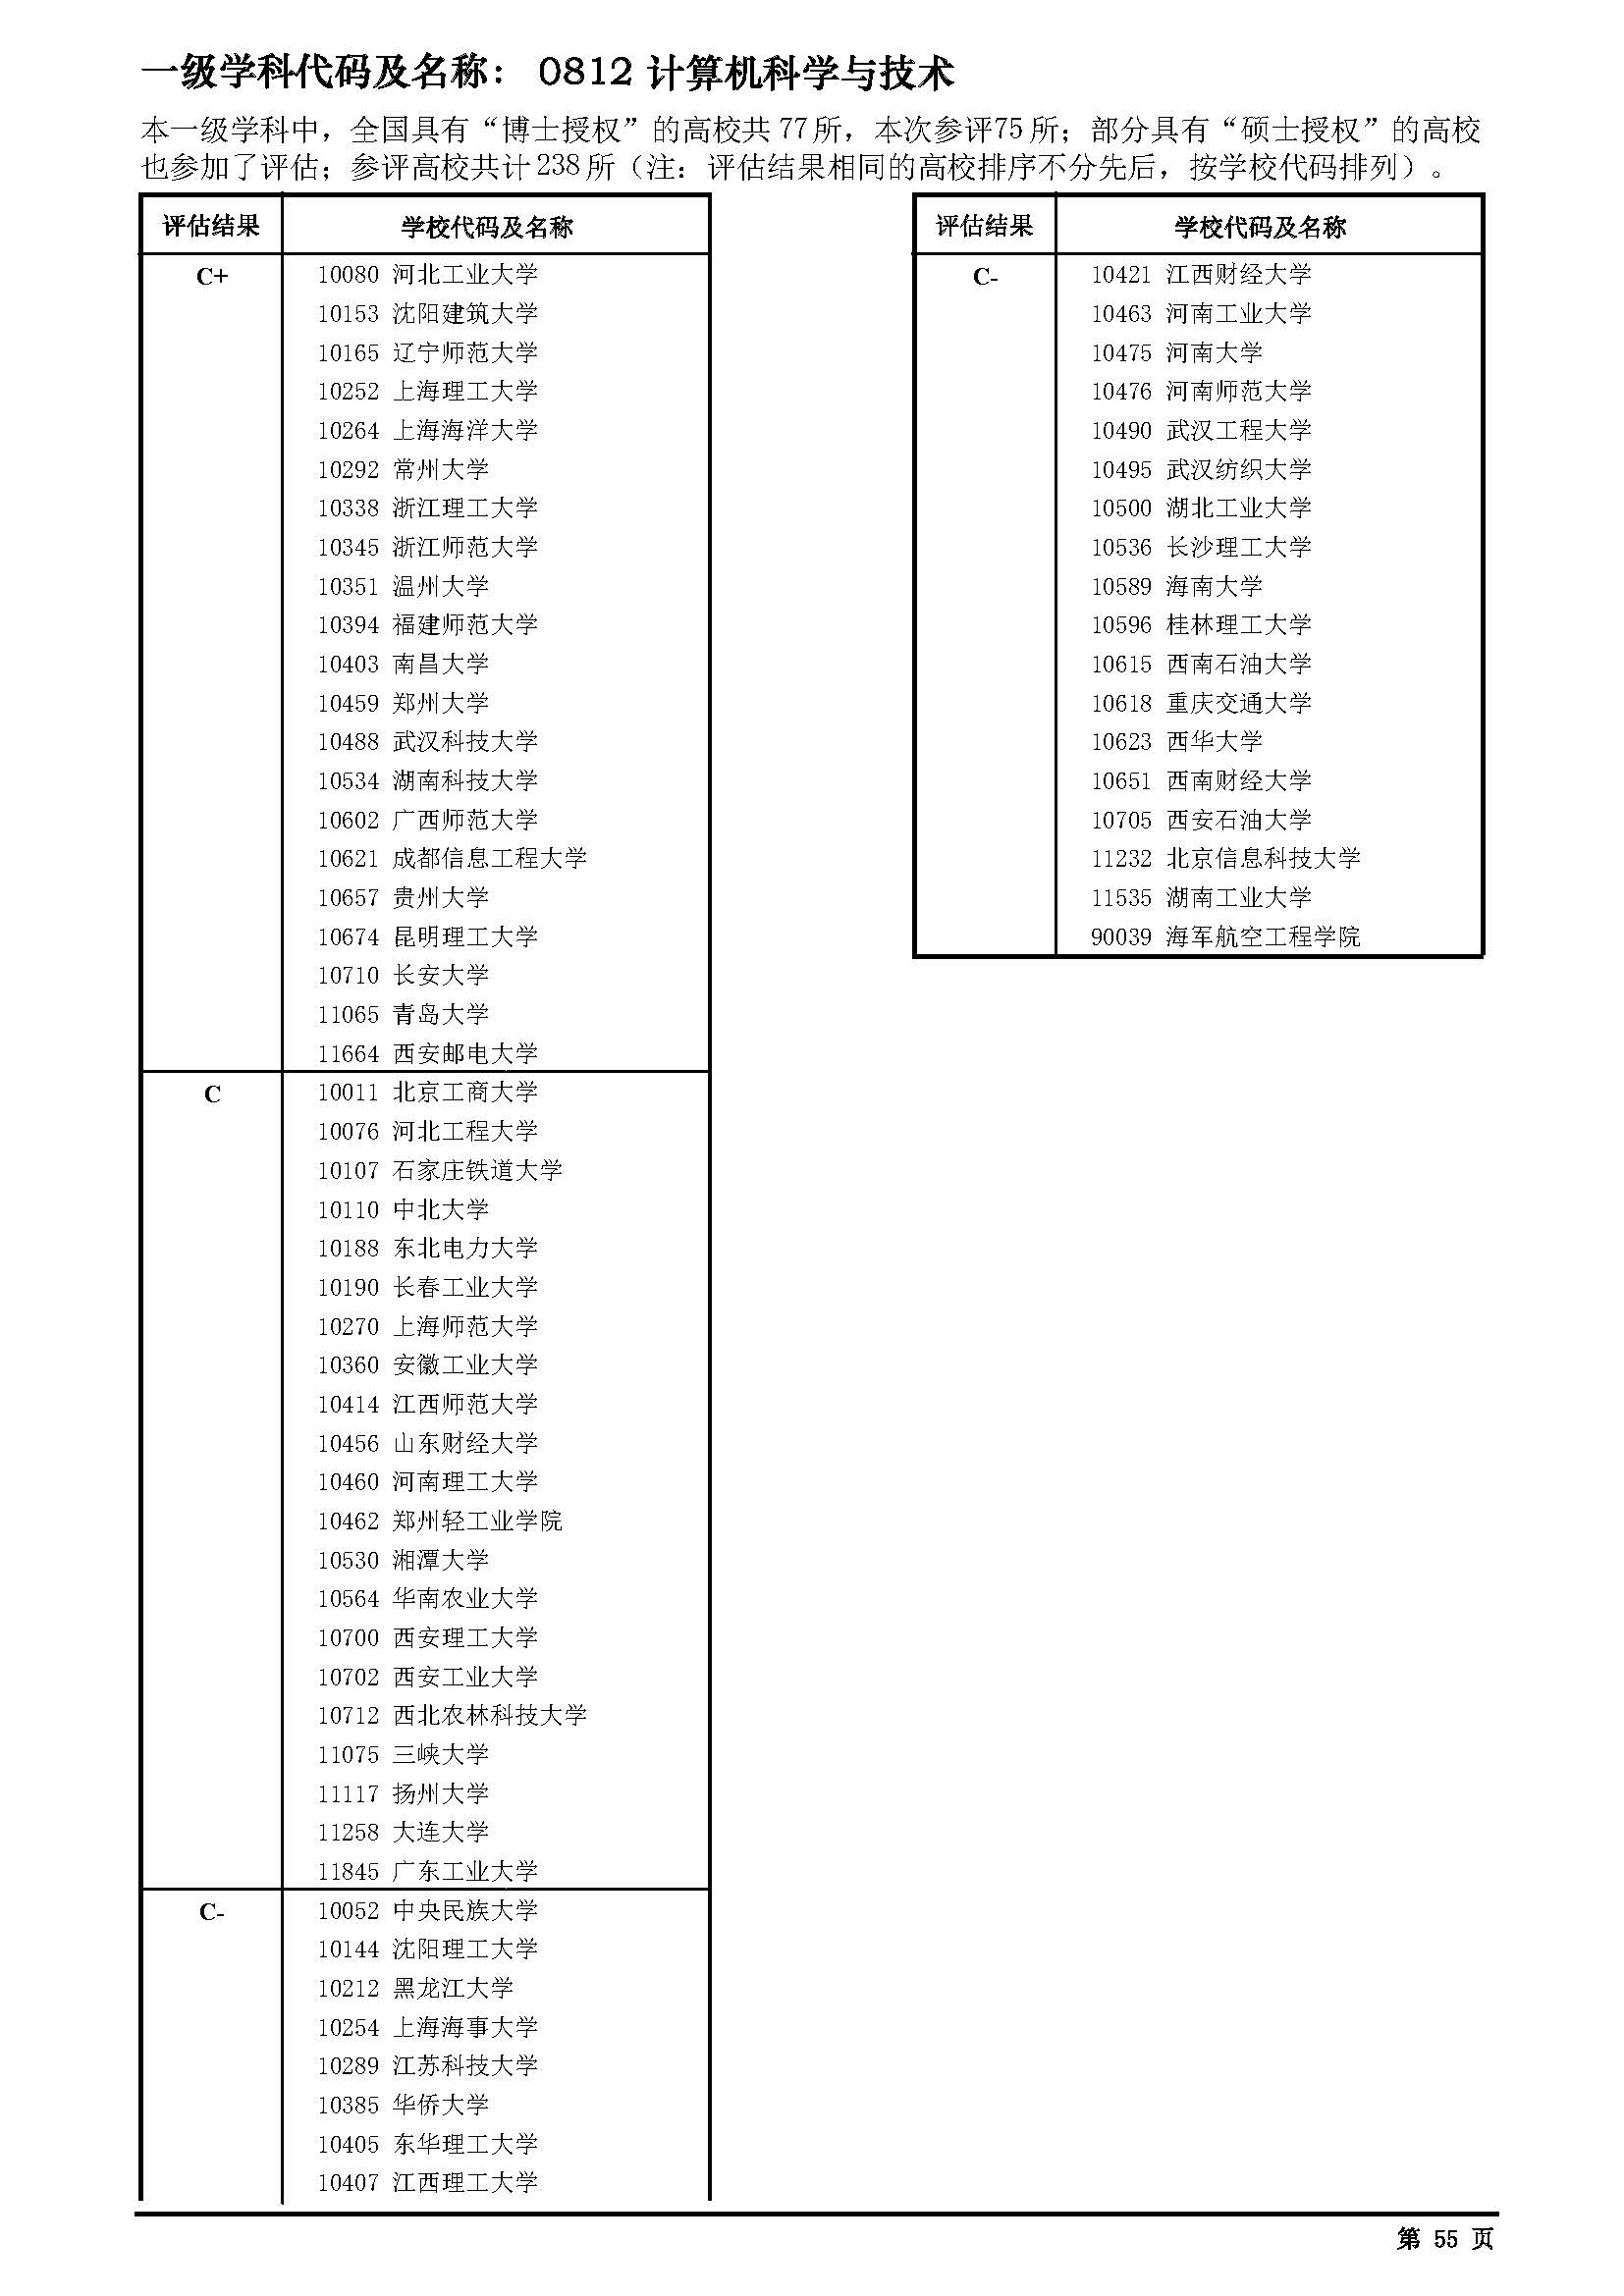 一级学科代码及名称： 0812 计算机科学与技术
本一级学科中，全国具有“博士授权”的高校共 77 所，本次参评75 所；部分具有“硕士授权”的高校
也参加了评估；参评高校共计 238 所（注：评估结果相同的高校排序不分先后，按学校代码排列）。
评估结果 学校代码及名称
C+ 10080 河北工业大学
10153 沈阳建筑大学
10165 辽宁师范大学
10252 上海理工大学
10264 上海海洋大学
10292 常州大学
10338 浙江理工大学
10345 浙江师范大学
10351 温州大学
10394 福建师范大学
10403 南昌大学
10459 郑州大学
10488 武汉科技大学
10534 湖南科技大学
10602 广西师范大学
10621 成都信息工程大学
10657 贵州大学
10674 昆明理工大学
10710 长安大学
11065 青岛大学
11664 西安邮电大学
C 10011 北京工商大学
10076 河北工程大学
10107 石家庄铁道大学
10110 中北大学
10188 东北电力大学
10190 长春工业大学
10270 上海师范大学
10360 安徽工业大学
10414 江西师范大学
10456 山东财经大学
10460 河南理工大学
10462 郑州轻工业学院
10530 湘潭大学
10564 华南农业大学
10700 西安理工大学
10702 西安工业大学
10712 西北农林科技大学
11075 三峡大学
11117 扬州大学
11258 大连大学
11845 广东工业大学
C- 10052 中央民族大学
10144 沈阳理工大学
10212 黑龙江大学
10254 上海海事大学
10289 江苏科技大学
10385 华侨大学
10405 东华理工大学
10407 江西理工大学
评估结果 学校代码及名称
C- 10421 江西财经大学
10463 河南工业大学
10475 河南大学
10476 河南师范大学
10490 武汉工程大学
10495 武汉纺织大学
10500 湖北工业大学
10536 长沙理工大学
10589 海南大学
10596 桂林理工大学
10615 西南石油大学
10618 重庆交通大学
10623 西华大学
10651 西南财经大学
10705 西安石油大学
11232 北京信息科技大学
11535 湖南工业大学
90039 海军航空工程学院
第 55 页